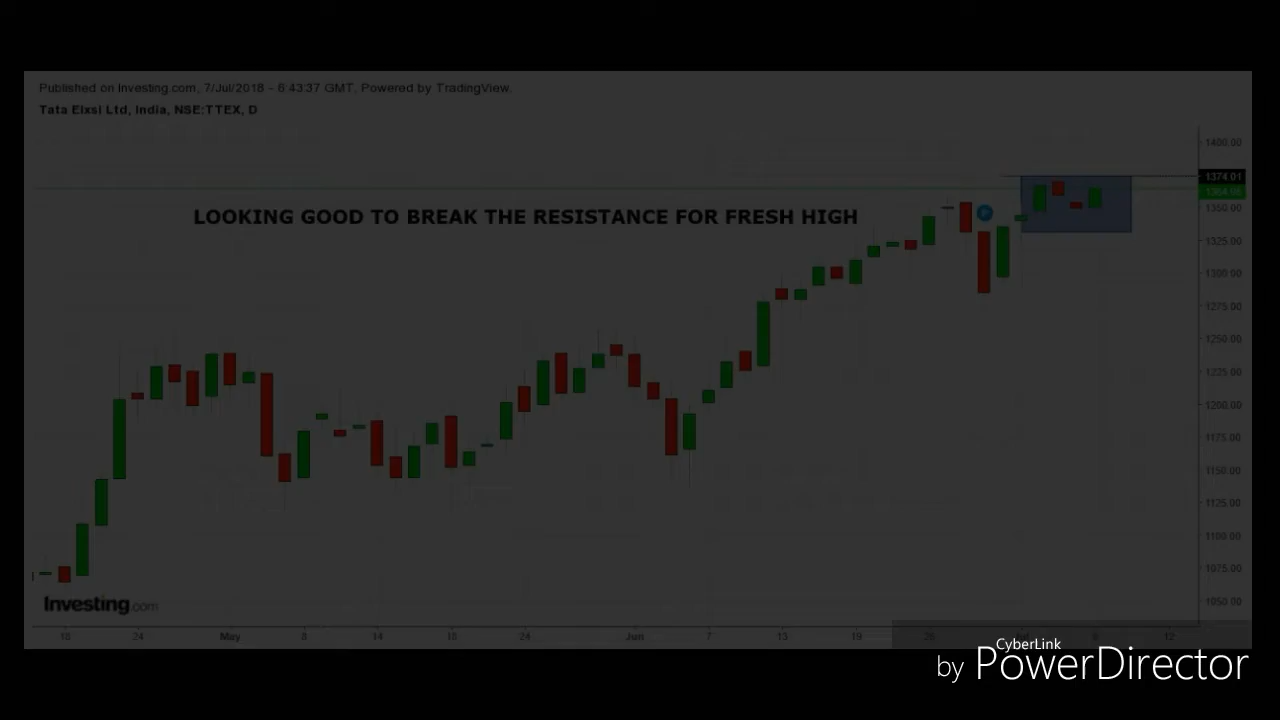 Published on Investing.com, 7/Jul/2018 - 6:43:37 GMT. Powered by TradingView.
Tata Elxsi Ltd, India, NSE:TTEX, D
1400.00
1374.01
1350.00
LOOKING GOOD TO BREAK THE RESISTANCE FOR FRESH HIGH
1325.00
1300.00
1275.00
1250.00
1225.00
1200.00
1175.00
1150.00
1125.00
1100.00
1075.00
1050.00
Investing.com
18 24 May 8 14 18 24 Jun 7 13 19 Jul 12
CyberLink
by PowerDirector